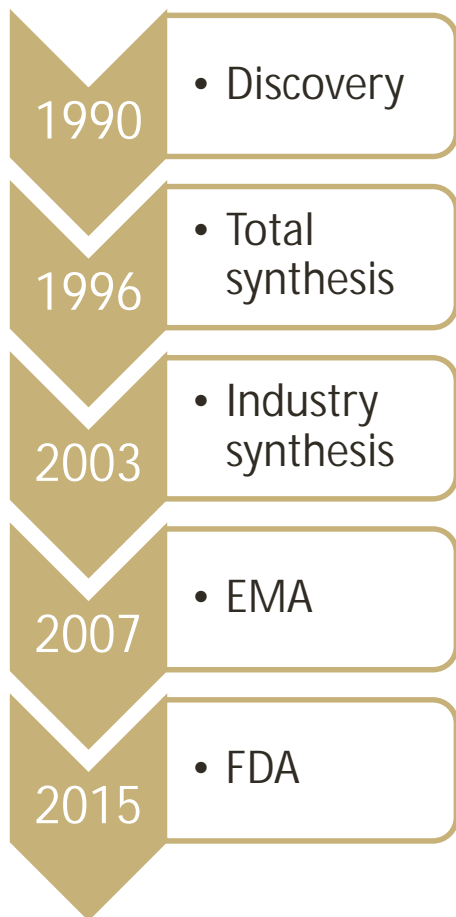 1990
• Discovery
1996
• Total
synthesis
2003
• Industry
synthesis
2007
• EMA
2015
• FDA